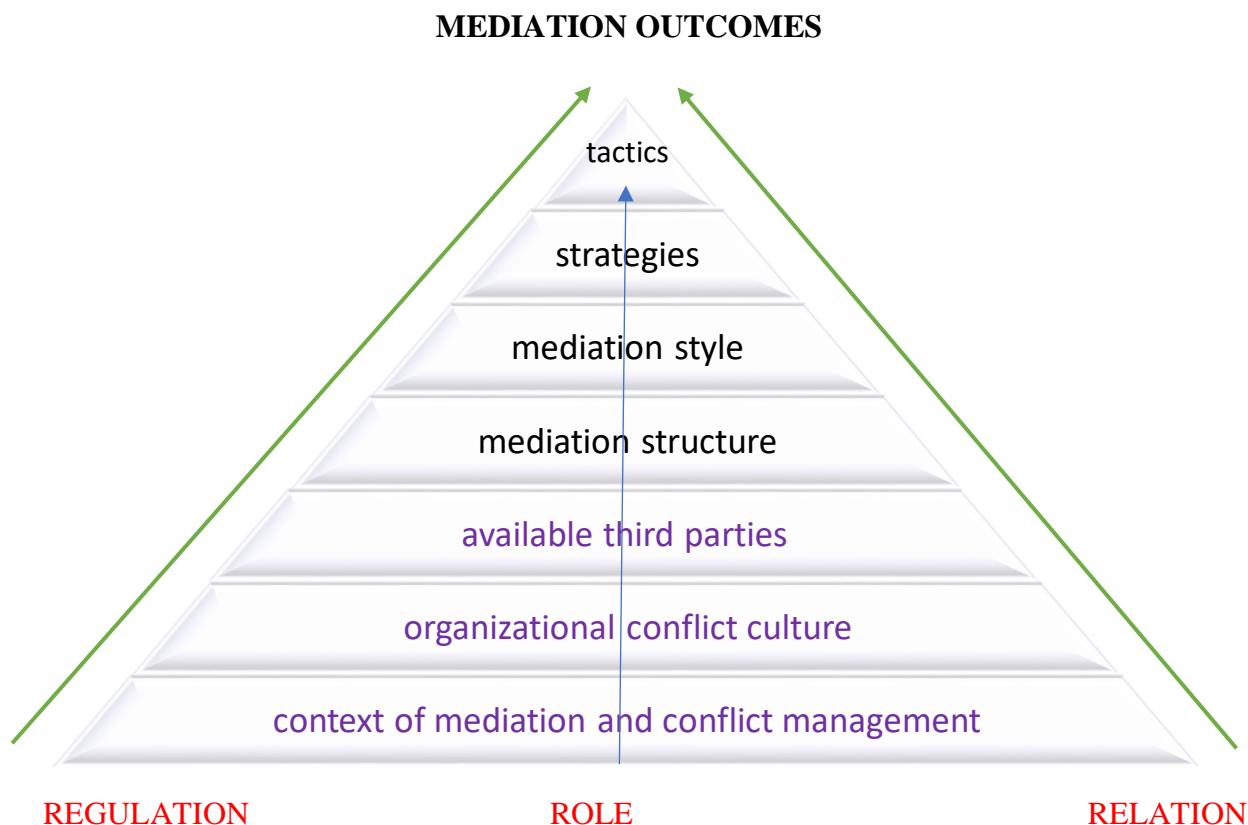 MEDIATION OUTCOMES
tactics
strategies
mediation style
mediation structure
available third parties
organizational conflict culture
context of mediation and conflict management
REGULATION ROLE RELATION